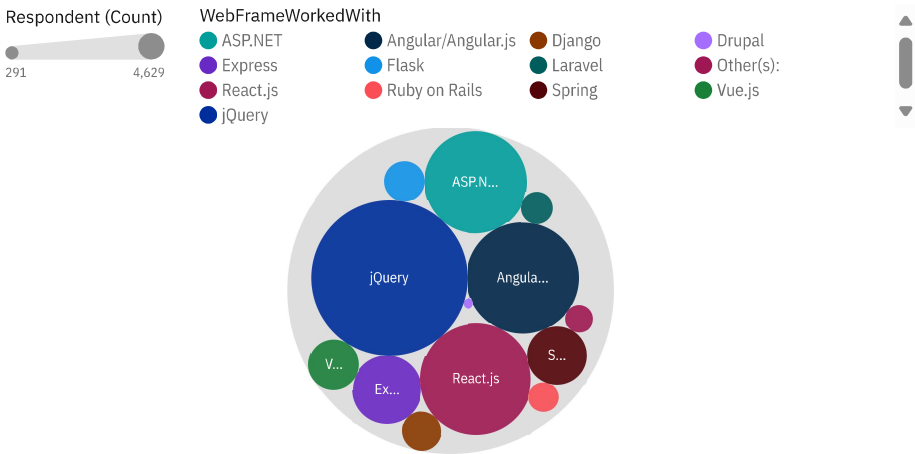 Respondent (Count)
291
4,629
WebFrameWorkedWith
ASP.NET
Angular/Angular.js
Django
Drupal
Express
Flask
Laravel
Other(s):
React.js
Ruby on Rails
Spring
Vue.js
jQuery
ASP.N...
jQuery
Angula...
S...
V...
React.js
Ex...